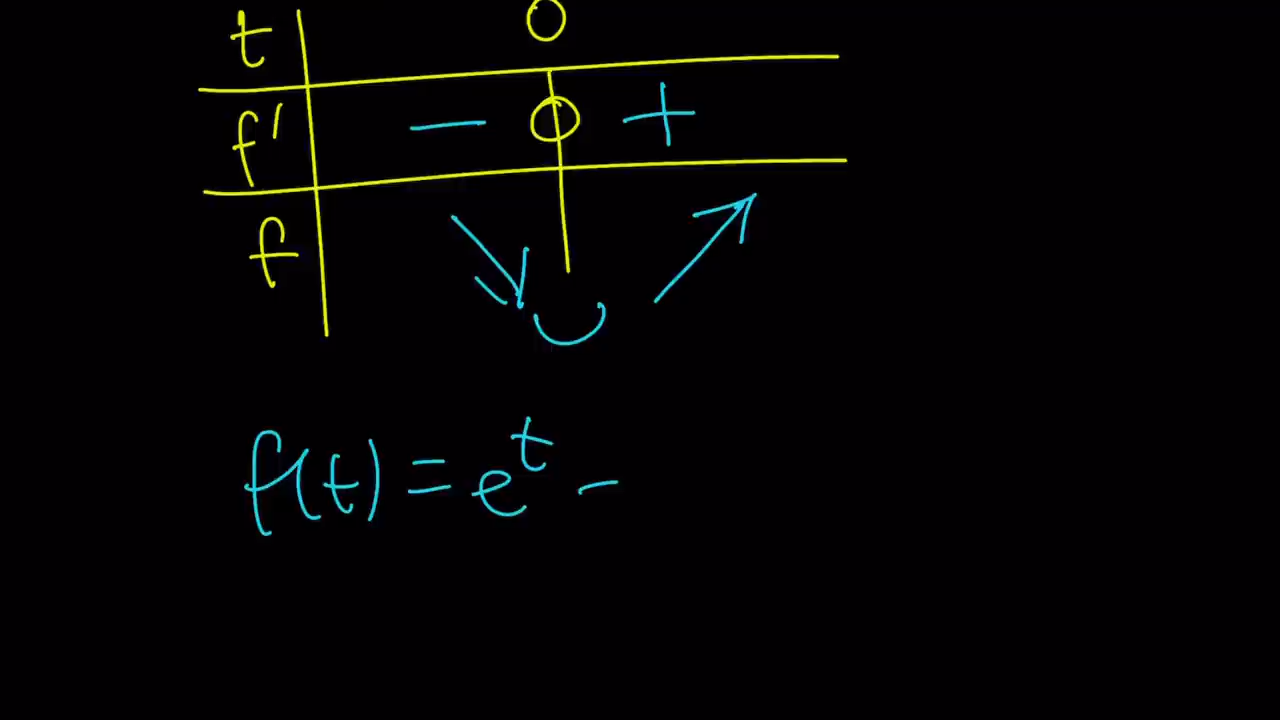 t 0
f' − 0 +
f
f(t) = e^t −